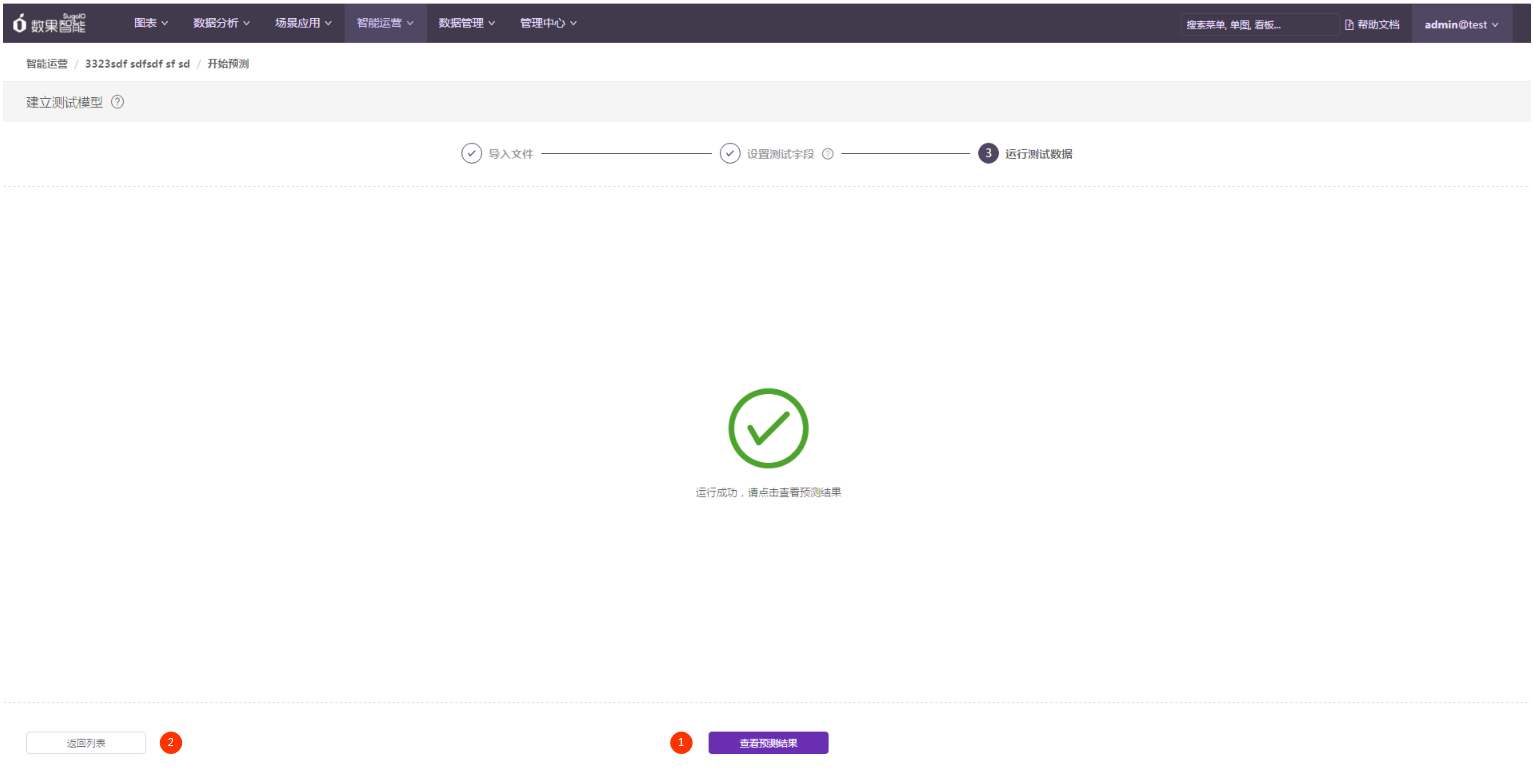 SugoIO
数果智能
图表 数据分析 场景应用 智能运营 数据管理 管理中心 搜索菜单, 单图, 看板... 帮助文档 admin@test
智能运营 / 3323sdf sdfsdf sf sd / 开始预测
建立测试模型 ?
导入文件 设置测试字段 ? 3 运行测试数据
运行成功，请点击查看预测结果
返回列表 2 1 查看预测结果